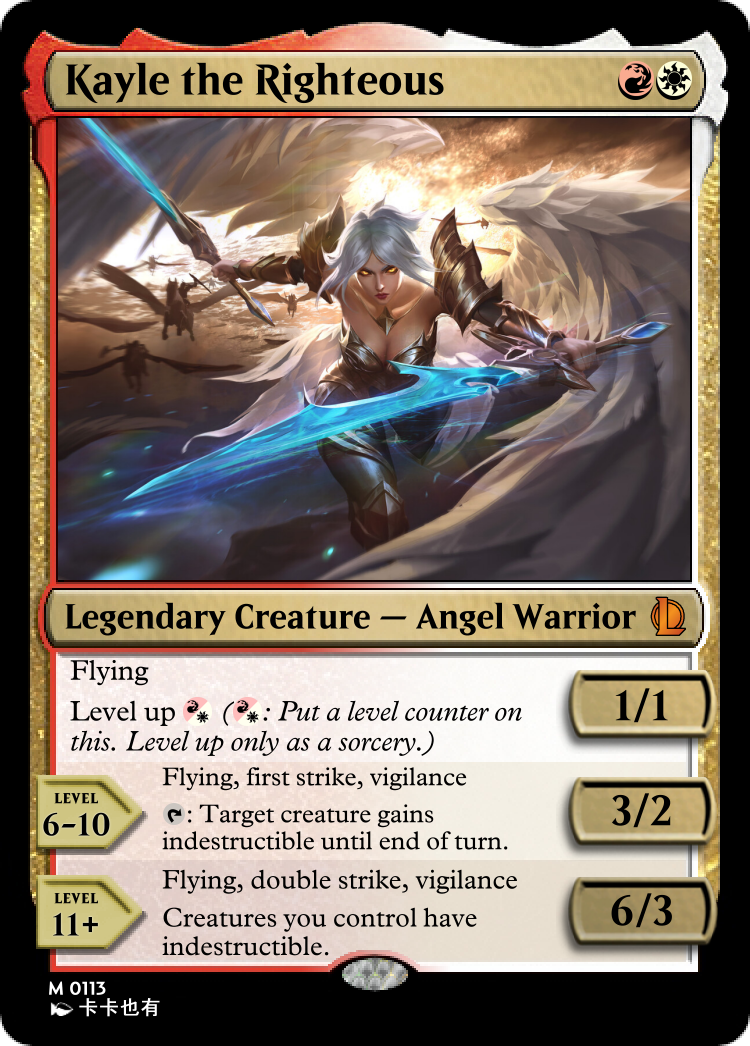 Kayle the Righteous
Legendary Creature — Angel Warrior
Flying
Level up (: Put a level counter on
this. Level up only as a sorcery.)
1/1
LEVEL
6–10
Flying, first strike, vigilance
: Target creature gains
indestructible until end of turn.
3/2
LEVEL
11+
Flying, double strike, vigilance
Creatures you control have
indestructible.
6/3
M 0113
卡卡也有